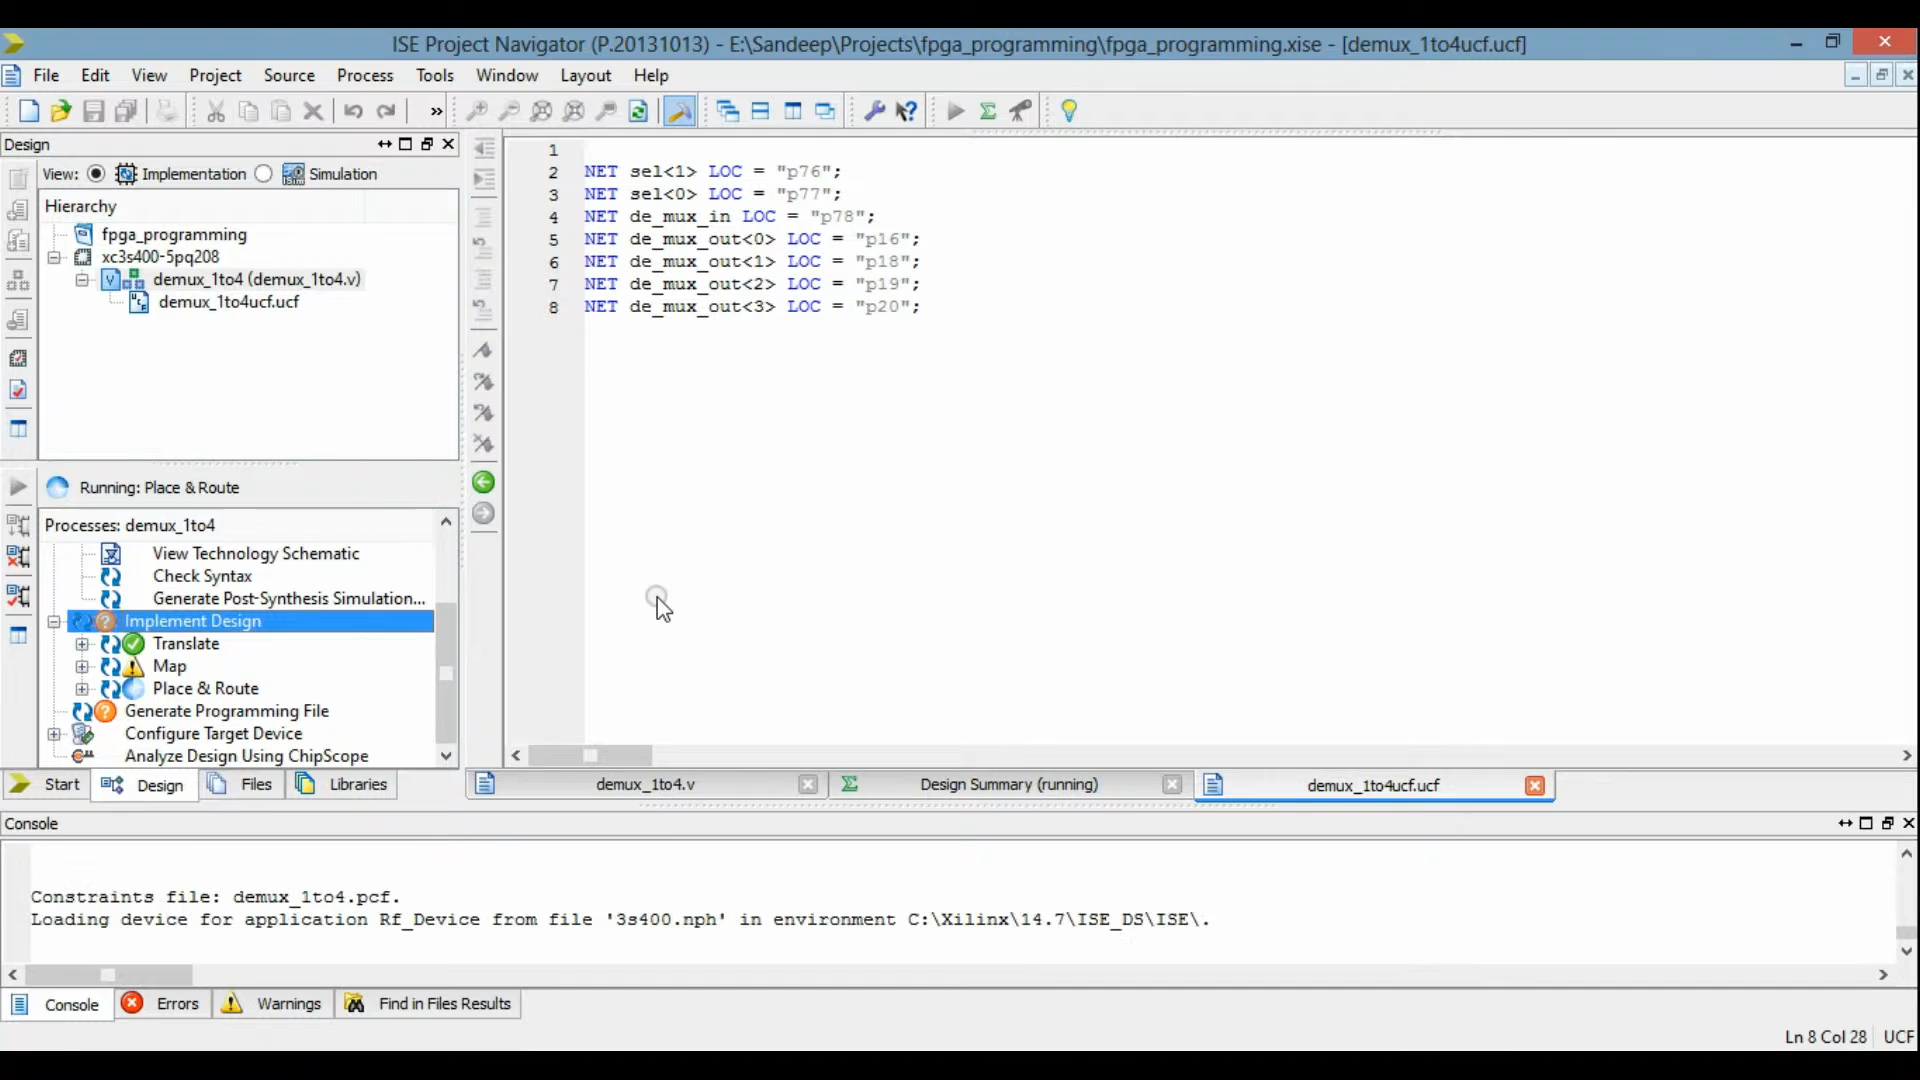 ISE Project Navigator (P.20131013) - E:\Sandeep\Projects\fpga_programming\fpga_programming.xise - [demux_1to4ucf.ucf]
File Edit View Project Source Process Tools Window Layout Help
Design
View: Implementation Simulation
Hierarchy
fpga_programming
xc3s400-5pq208
demux_1to4 (demux_1to4.v)
demux_1to4ucf.ucf
Running: Place & Route
Processes: demux_1to4
View Technology Schematic
Check Syntax
Generate Post-Synthesis Simulation...
Implement Design
Translate
Map
Place & Route
Generate Programming File
Configure Target Device
Analyze Design Using ChipScope
Start Design Files Libraries
1
2 NET sel<1> LOC = "p76";
3 NET sel<0> LOC = "p77";
4 NET de_mux_in LOC = "p78";
5 NET de_mux_out<0> LOC = "p16";
6 NET de_mux_out<1> LOC = "p18";
7 NET de_mux_out<2> LOC = "p19";
8 NET de_mux_out<3> LOC = "p20";
demux_1to4.v Design Summary (running) demux_1to4ucf.ucf
Console
Constraints file: demux_1to4.pcf.
Loading device for application Rf_Device from file '3s400.nph' in environment C:\Xilinx\14.7\ISE_DS\ISE\.
Console Errors Warnings Find in Files Results
Ln 8 Col 28 UCF